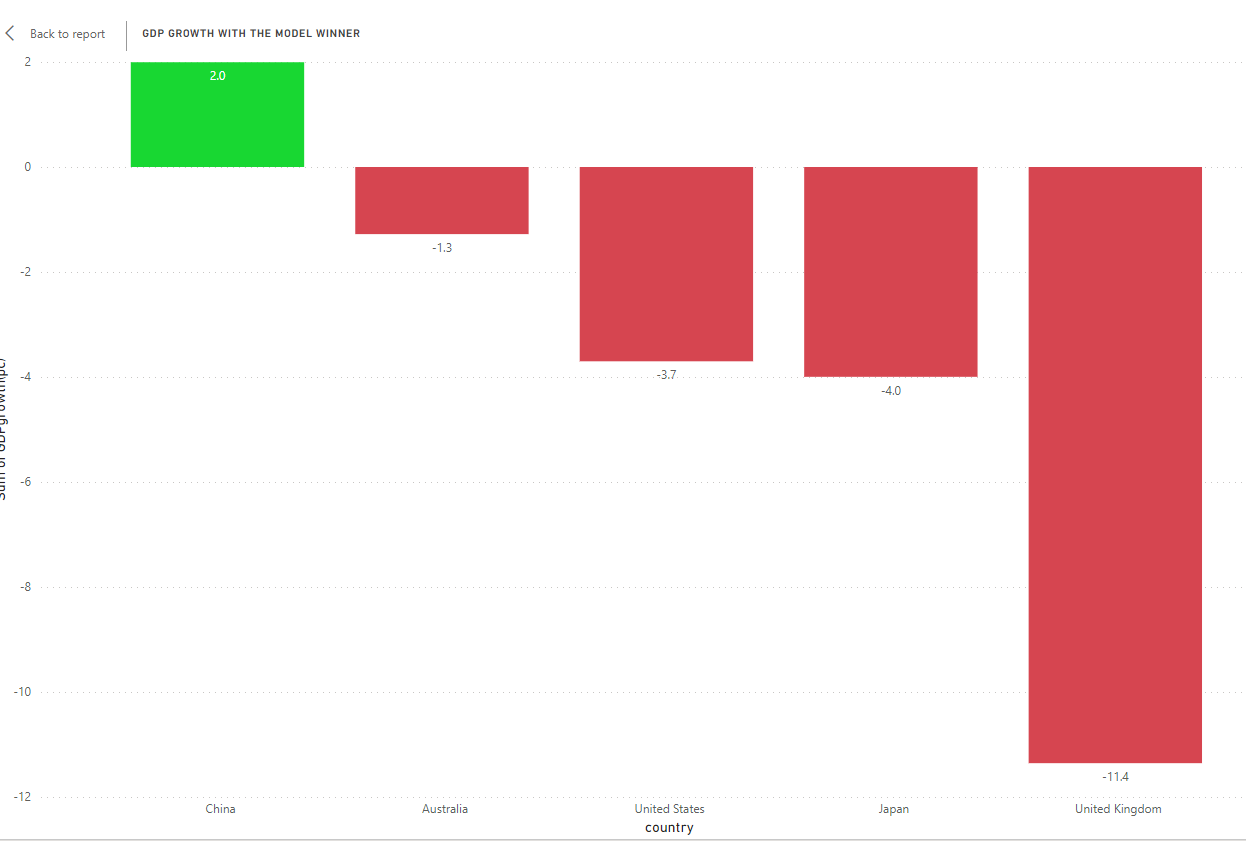 Back to report
GDP GROWTH WITH THE MODEL WINNER
2
0
-2
-4
-6
-8
-10
-12
2.0
-1.3
-3.7
-4.0
-11.4
China
Australia
United States
Japan
United Kingdom
country